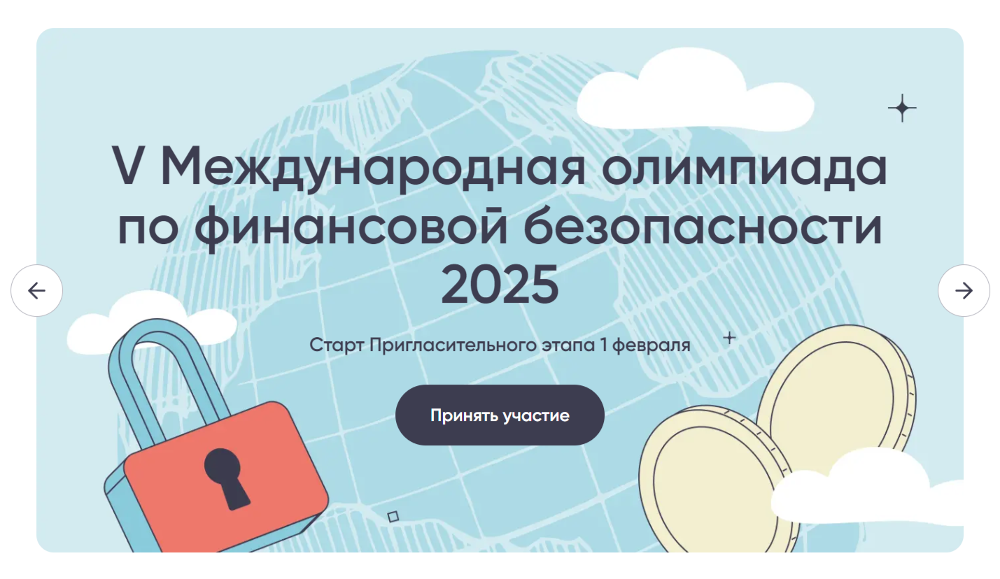 V Международная олимпиада
по финансовой безопасности
2025
Старт Пригласительного этапа 1 февраля
Принять участие